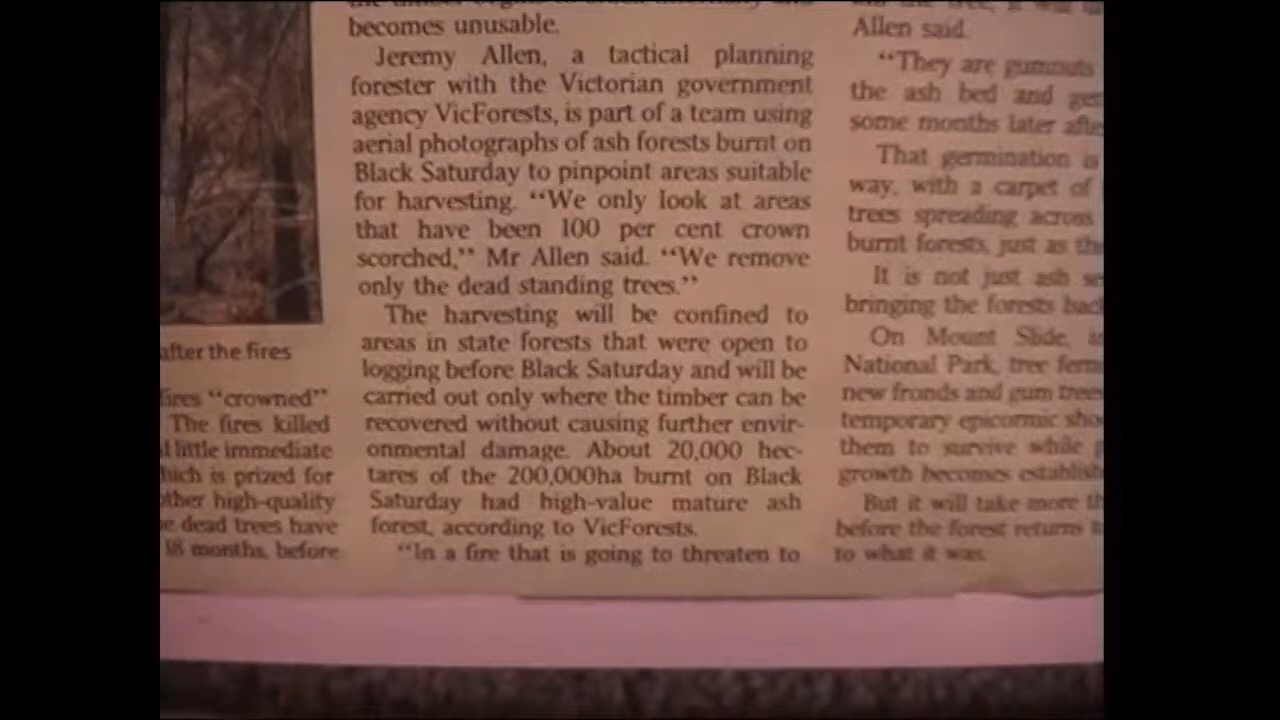 after the fires
fires "crowned"
The fires killed
little immediate
hich is prized for
other high-quality
e dead trees have
18 months, before
becomes unusable.
Jeremy Allen, a tactical planning
forester with the Victorian government
agency VicForests, is part of a team using
aerial photographs of ash forests burnt on
Black Saturday to pinpoint areas suitable
for harvesting. "We only look at areas
that have been 100 per cent crown
scorched," Mr Allen said. "We remove
only the dead standing trees."
The harvesting will be confined to
areas in state forests that were open to
logging before Black Saturday and will be
carried out only where the timber can be
recovered without causing further envir-
onmental damage. About 20,000 hec-
tares of the 200,000ha burnt on Black
Saturday had high-value mature ash
forest, according to VicForests.
"In a fire that is going to threaten to
Allen said.
"They are gumnuts
the ash bed and ger
some months later afte
That germination is
way, with a carpet of
trees spreading across
burnt forests, just as the
It is not just ash se
bringing the forests back
On Mount Slide, in
National Park, tree ferns
new fronds and gum trees
temporary epicormic sho
them to survive while
growth becomes establish
But it will take more th
before the forest returns
to what it was.